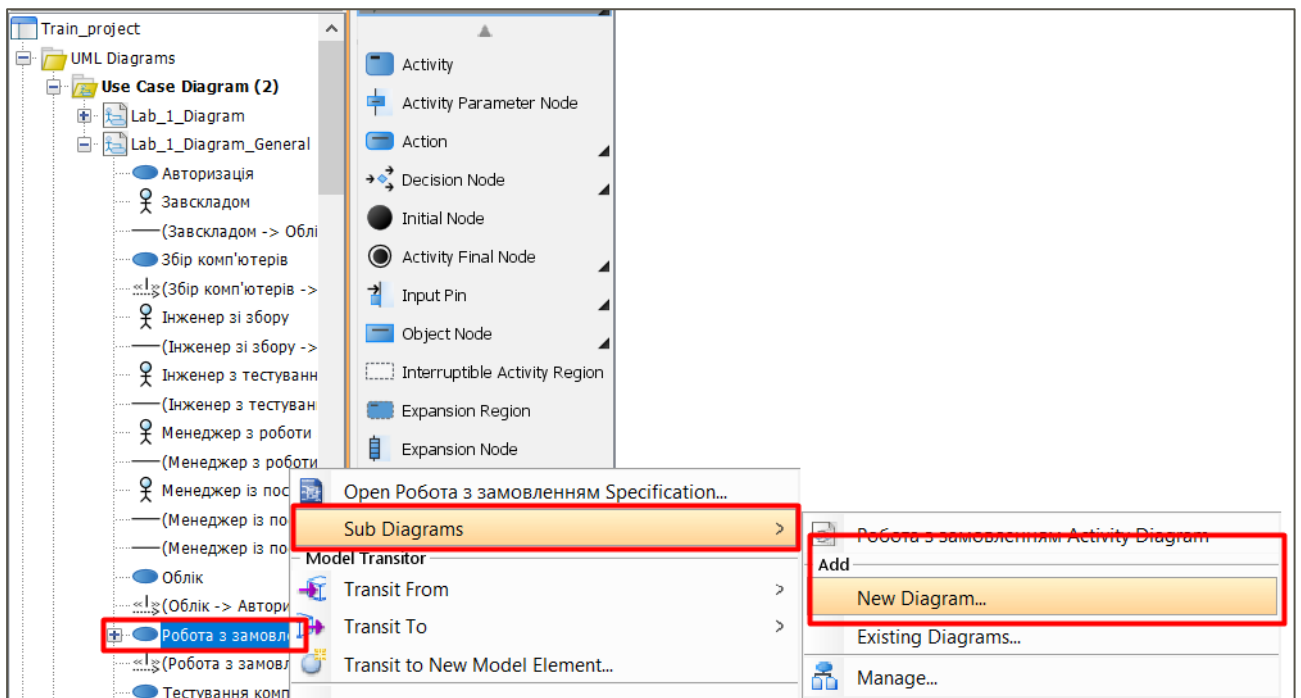 Train_project
UML Diagrams
Use Case Diagram (2)
Lab_1_Diagram
Lab_1_Diagram_General
Авторизація
Завскладом
(Завскладом -> Облі
Збір комп'ютерів
(Збір комп'ютерів ->
Інженер зі збору
(Інженер зі збору ->
Інженер з тестуванн
(Інженер з тестуван
Менеджер з роботи
(Менеджер з роботи
Менеджер із пос
(Менеджер із по
(Менеджер із по
Облік
(Облік -> Автори
Робота з замовл
(Робота з замовл
Тестування комп
Activity
Activity Parameter Node
Action
Decision Node
Initial Node
Activity Final Node
Input Pin
Object Node
Interruptible Activity Region
Expansion Region
Expansion Node
Open Робота з замовленням Specification...
Sub Diagrams
Model Transitor
Transit From
Transit To
Transit to New Model Element...
Робота з замовленням Activity Diagram
Add
New Diagram...
Existing Diagrams...
Manage...